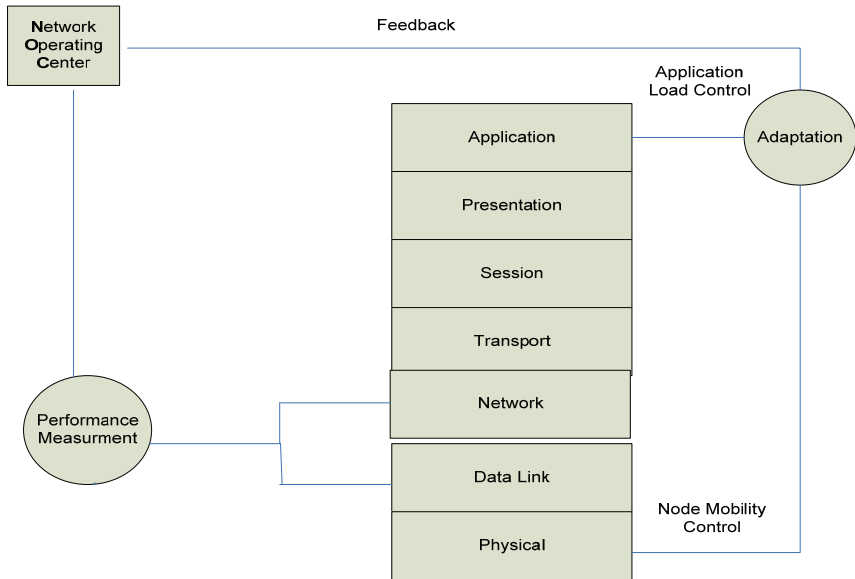 Network
Operating
Center
Feedback
Application
Load Control
Adaptation
Application
Presentation
Session
Transport
Network
Data Link
Physical
Performance
Measurment
Node Mobility
Control